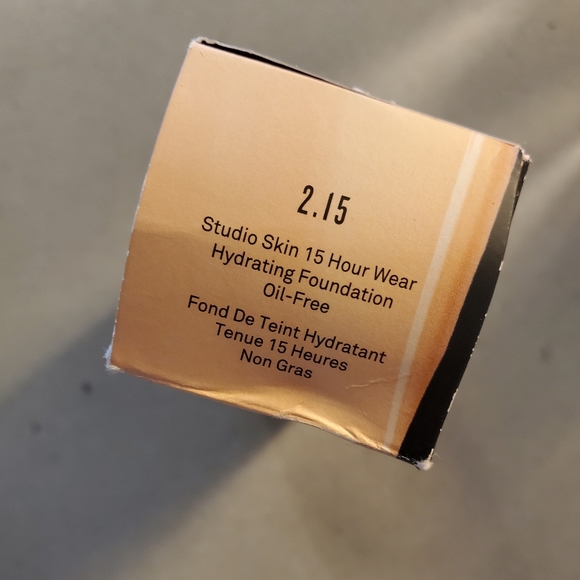 2.15
Studio Skin 15 Hour Wear
Hydrating Foundation
Oil-Free
Fond De Teint Hydratant
Tenue 15 Heures
Non Gras